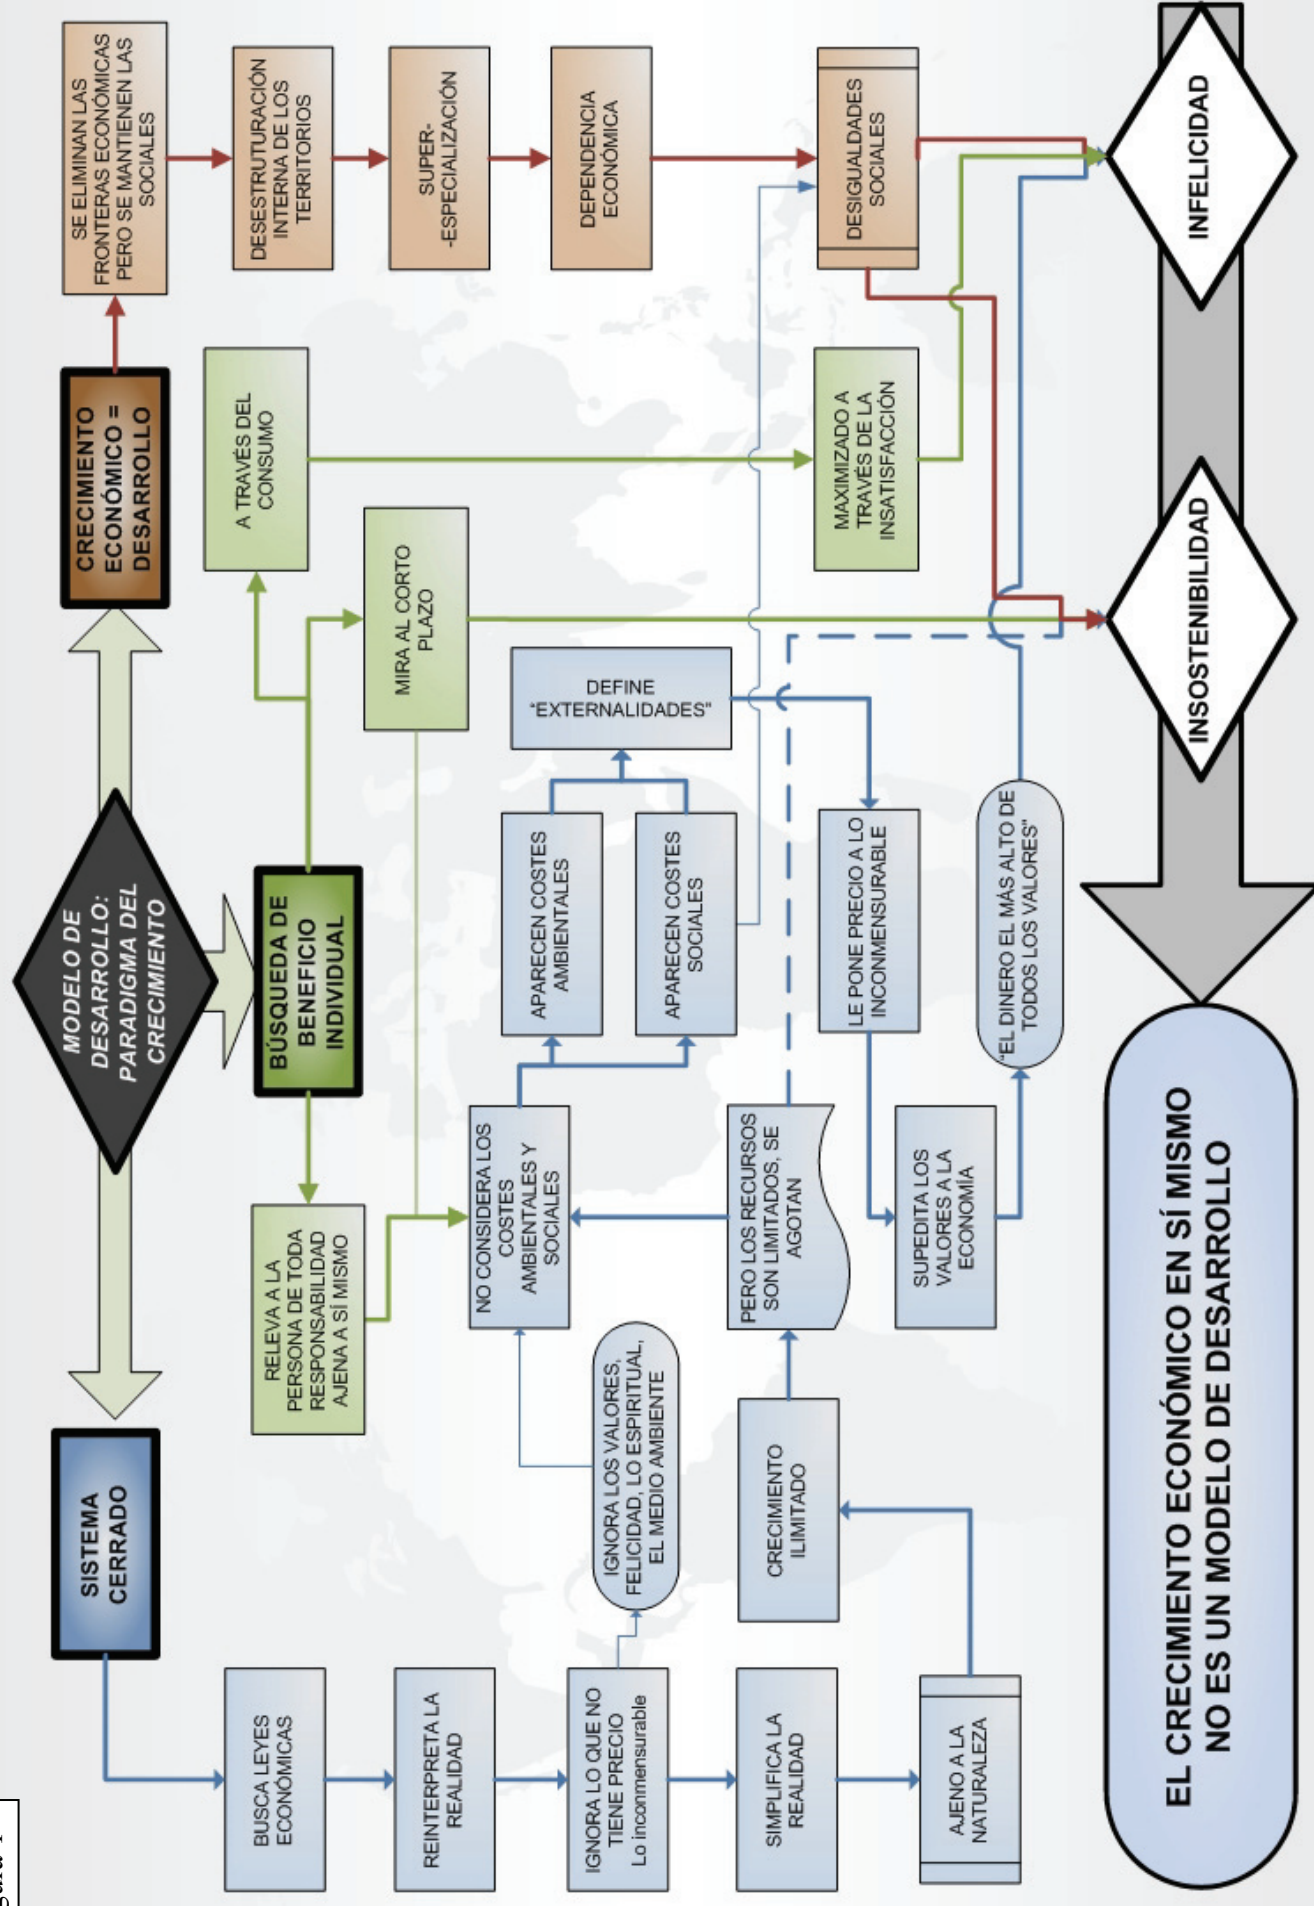 MODELO DE
DESARROLLO:
PARADIGMA DEL
CRECIMIENTO
SISTEMA
CERRADO
BÚSQUEDA DE
BENEFICIO
INDIVIDUAL
CRECIMIENTO
ECONÓMICO =
DESARROLLO
BUSCA LEYES
ECONÓMICAS
REINTERPRETA LA
REALIDAD
IGNORA LO QUE NO
TIENE PRECIO
Lo inconmensurable
SIMPLIFICA LA
REALIDAD
AJENO A LA
NATURALEZA
RELEVA A LA
PERSONA DE TODA
RESPONSABILIDAD
AJENA A SÍ MISMO
IGNORA LOS VALORES,
FELICIDAD, LO ESPIRITUAL,
EL MEDIO AMBIENTE
CRECIMIENTO
ILIMITADO
NO CONSIDERA LOS
COSTES
AMBIENTALES Y
SOCIALES
PERO LOS RECURSOS
SON LIMITADOS, SE
AGOTAN
SUPEDITA LOS
VALORES A LA
ECONOMÍA
APARECEN COSTES
AMBIENTALES
APARECEN COSTES
SOCIALES
LE PONE PRECIO A LO
INCONMENSURABLE
"EL DINERO EL MÁS ALTO DE
TODOS LOS VALORES"
DEFINE
“EXTERNALIDADES”
MIRA AL CORTO
PLAZO
A TRAVÉS DEL
CONSUMO
MAXIMIZADO A
TRAVÉS DE LA
INSATISFACCIÓN
SE ELIMINAN LAS
FRONTERAS ECONÓMICAS
PERO SE MANTIENEN LAS
SOCIALES
DESESTRUTURACIÓN
INTERNA DE LOS
TERRITORIOS
SUPER-
-ESPECIALIZACIÓN
DEPENDENCIA
ECONÓMICA
DESIGUALDADES
SOCIALES
INSOSTENIBILIDAD
INFELICIDAD
EL CRECIMIENTO ECONÓMICO EN SÍ MISMO
NO ES UN MODELO DE DESARROLLO